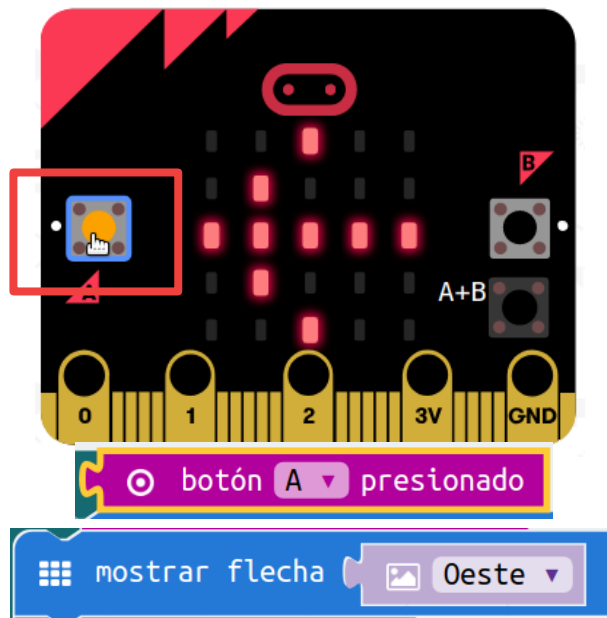 B
A
A+B
0 1 2 3V GND
botón A presionado
mostrar flecha Oeste